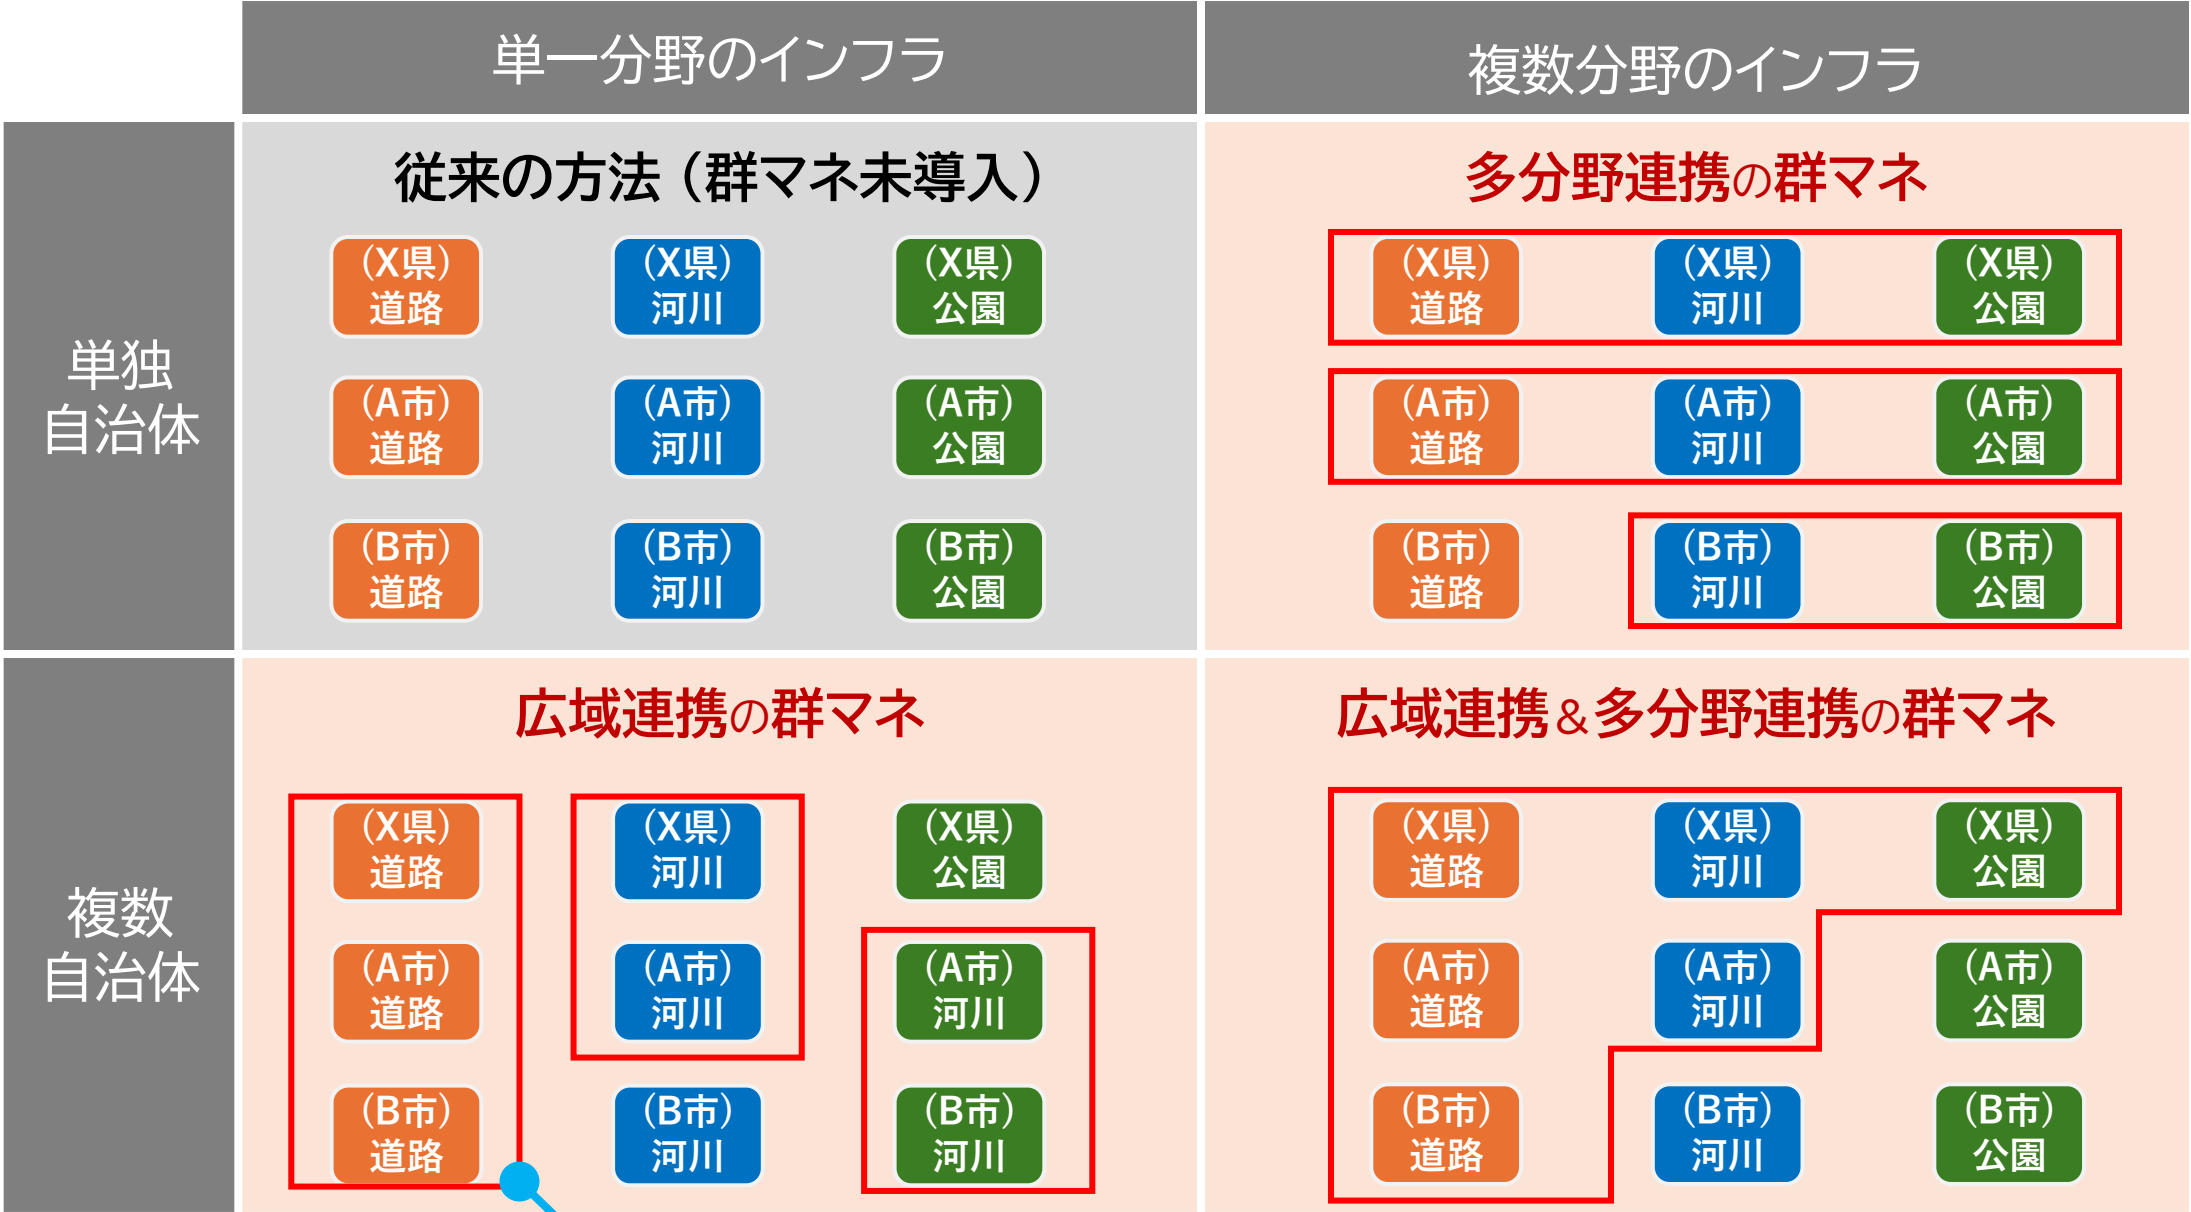 単一分野のインフラ
複数分野のインフラ
単独
自治体
従来の方法（群マネ未導入）
（X県）
道路
（X県）
河川
（X県）
公園
（A市）
道路
（A市）
河川
（A市）
公園
（B市）
道路
（B市）
河川
（B市）
公園
多分野連携の群マネ
（X県）
道路
（X県）
河川
（X県）
公園
（A市）
道路
（A市）
河川
（A市）
公園
（B市）
道路
（B市）
河川
（B市）
公園
複数
自治体
広域連携の群マネ
（X県）
道路
（X県）
河川
（X県）
公園
（A市）
道路
（A市）
河川
（A市）
河川
（B市）
道路
（B市）
河川
（B市）
河川
広域連携＆多分野連携の群マネ
（X県）
道路
（X県）
河川
（X県）
公園
（A市）
道路
（A市）
河川
（A市）
公園
（B市）
道路
（B市）
河川
（B市）
公園